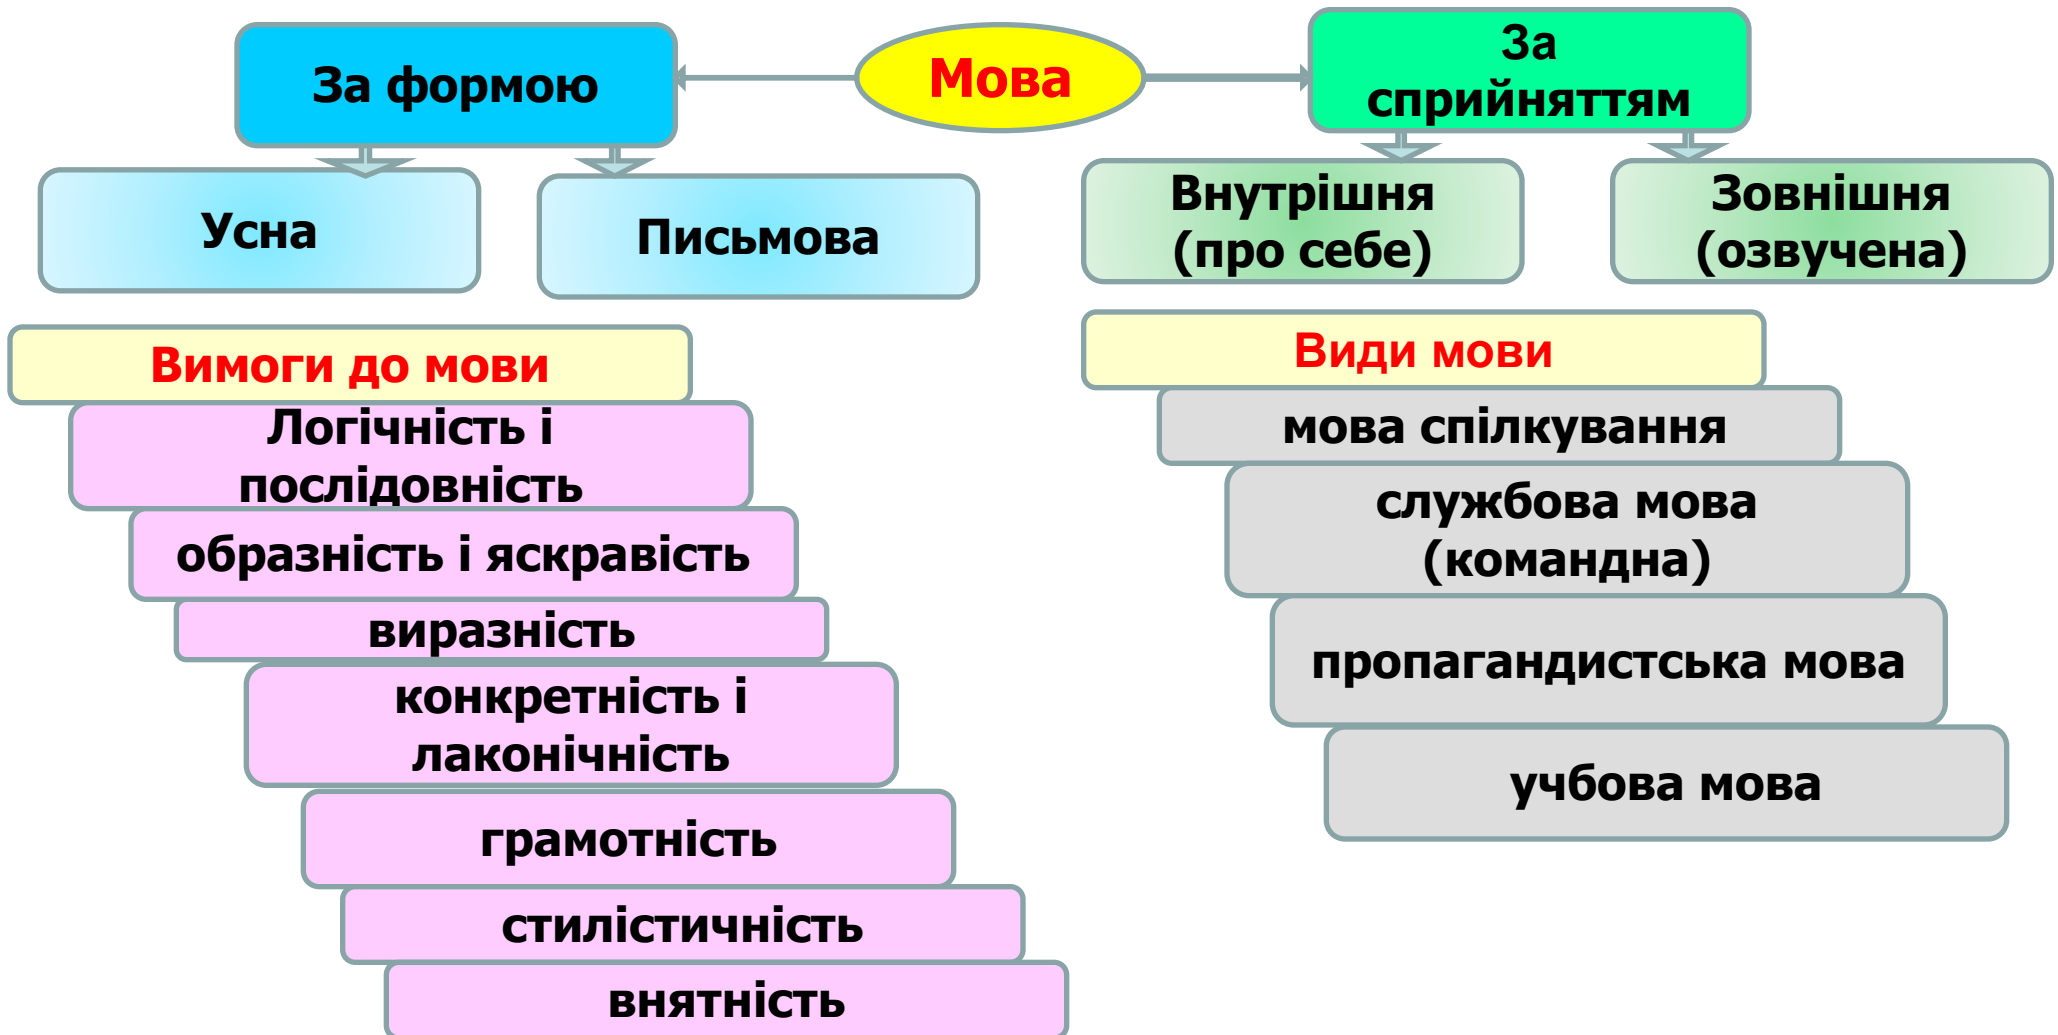 За формою
Мова
За
сприйняттям
Усна
Письмова
Внутрішня
(про себе)
Зовнішня
(озвучена)
Вимоги до мови
Логічність і
послідовність
образність і яскравість
виразність
конкретність і
лаконічність
грамотність
стилістичність
внятність
Види мови
мова спілкування
службова мова
(командна)
пропагандистська мова
учбова мова